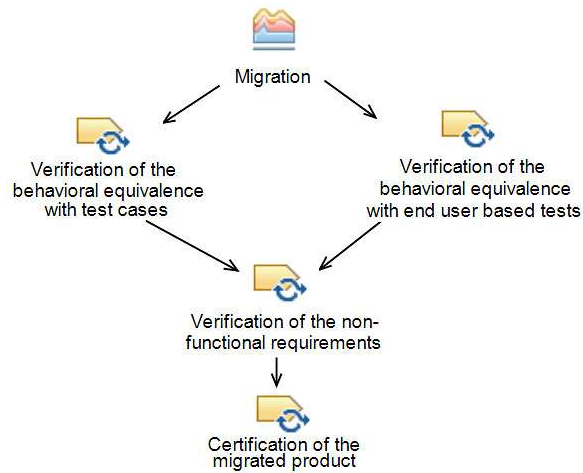 Migration
Verification of the
behavioral equivalence
with test cases
Verification of the
behavioral equivalence
with end user based tests
Verification of the non-
functional requirements
Certification of the
migrated product